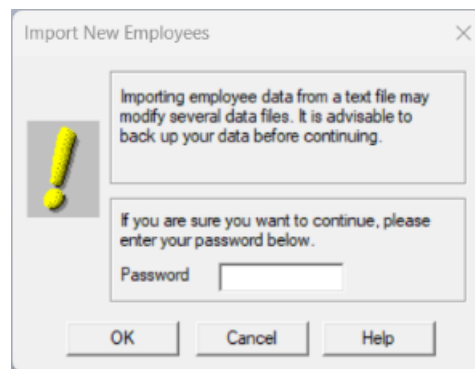 Import New Employees
Importing employee data from a text file may
modify several data files. It is advisable to
back up your data before continuing.
If you are sure you want to continue, please
enter your password below.
Password
OK Cancel Help